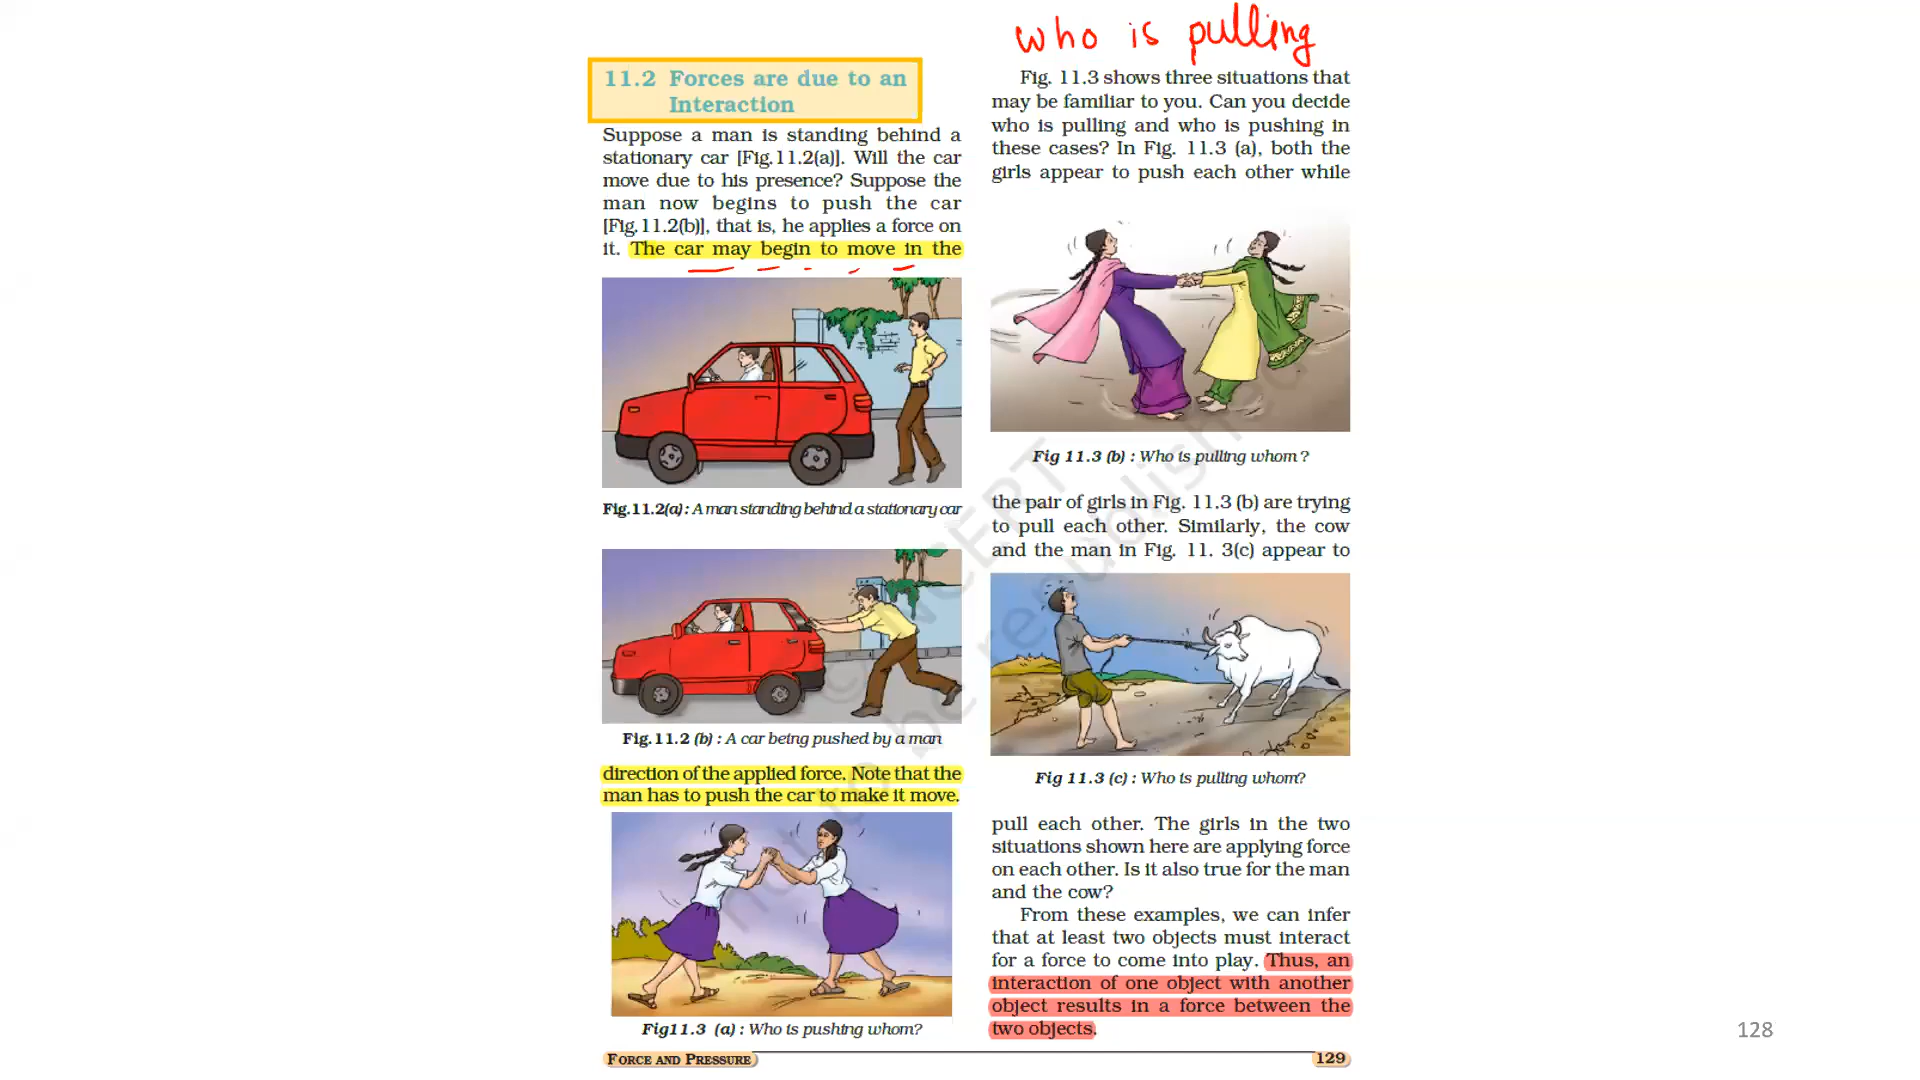 11.2 Forces are due to an
Interaction
Suppose a man is standing behind a
stationary car [Fig.11.2(a)]. Will the car
move due to his presence? Suppose the
man now begins to push the car
[Fig.11.2(b)], that is, he applies a force on
it. The car may begin to move in the
Fig.11.2(a) : A man standing behind a stationary car
Fig.11.2 (b) : A car being pushed by a man
direction of the applied force. Note that the
man has to push the car to make it move.
Fig11.3 (a) : Who is pushing whom?
who is pulling
Fig. 11.3 shows three situations that
may be familiar to you. Can you decide
who is pulling and who is pushing in
these cases? In Fig. 11.3 (a), both the
girls appear to push each other while
Fig 11.3 (b) : Who is pulling whom ?
the pair of girls in Fig. 11.3 (b) are trying
to pull each other. Similarly, the cow
and the man in Fig. 11. 3(c) appear to
Fig 11.3 (c) : Who is pulling whom?
pull each other. The girls in the two
situations shown here are applying force
on each other. Is it also true for the man
and the cow?
From these examples, we can infer
that at least two objects must interact
for a force to come into play. Thus, an
interaction of one object with another
object results in a force between the
two objects.
FORCE AND PRESSURE
129
128
© NCERT
not to be republished